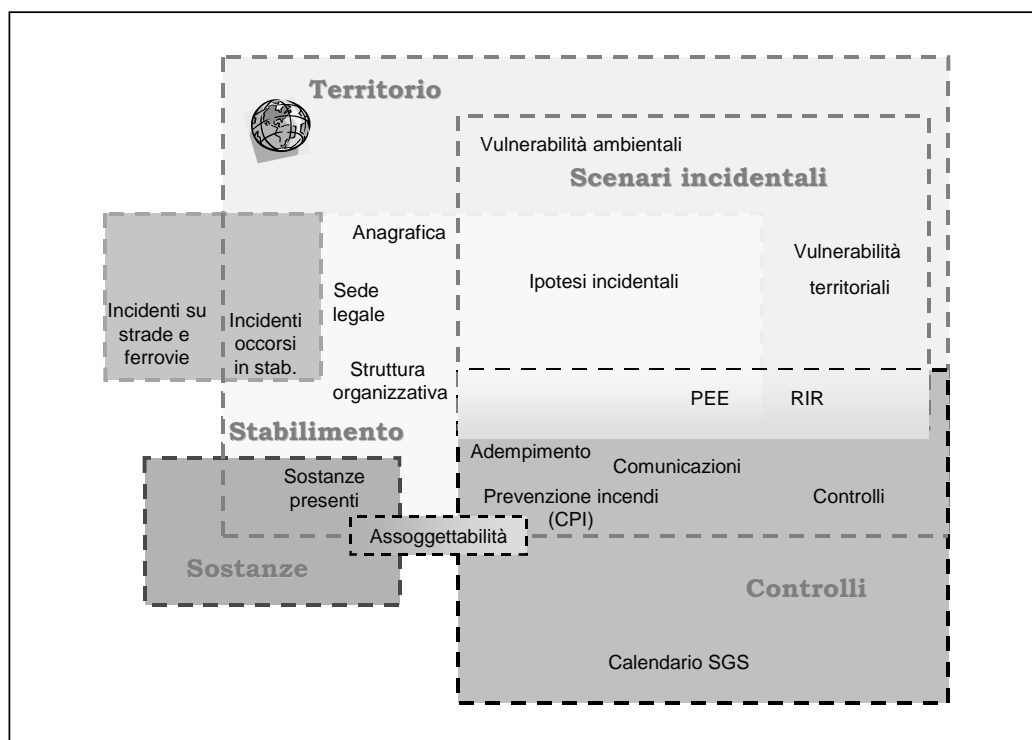 Territorio
Vulnerabilità ambientali
Scenari incidentali
Anagrafica
Ipotesi incidentali
Vulnerabilità
territoriali
Sede
legale
Incidenti su
strade e
ferrovie
Incidenti
occorsi
in stab.
Struttura
organizzativa
PEE
RIR
Stabilimento
Adempimento
Comunicazioni
Sostanze
presenti
Prevenzione incendi
(CPI)
Controlli
Assoggettabilità
Sostanze
Controlli
Calendario SGS